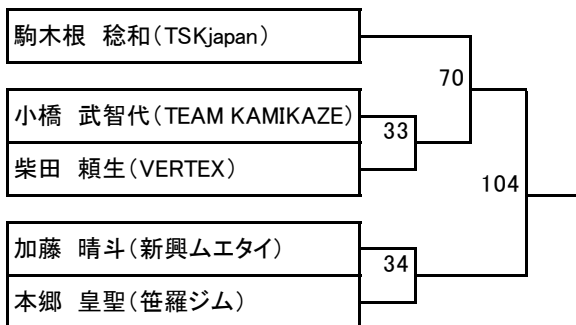 駒木根　稔和（TSKjapan）
70
小橋　武智代（TEAM KAMIKAZE）
33
柴田　頼生（VERTEX）
104
加藤　晴斗（新興ムエタイ）
34
本郷　皇聖（笹羅ジム）